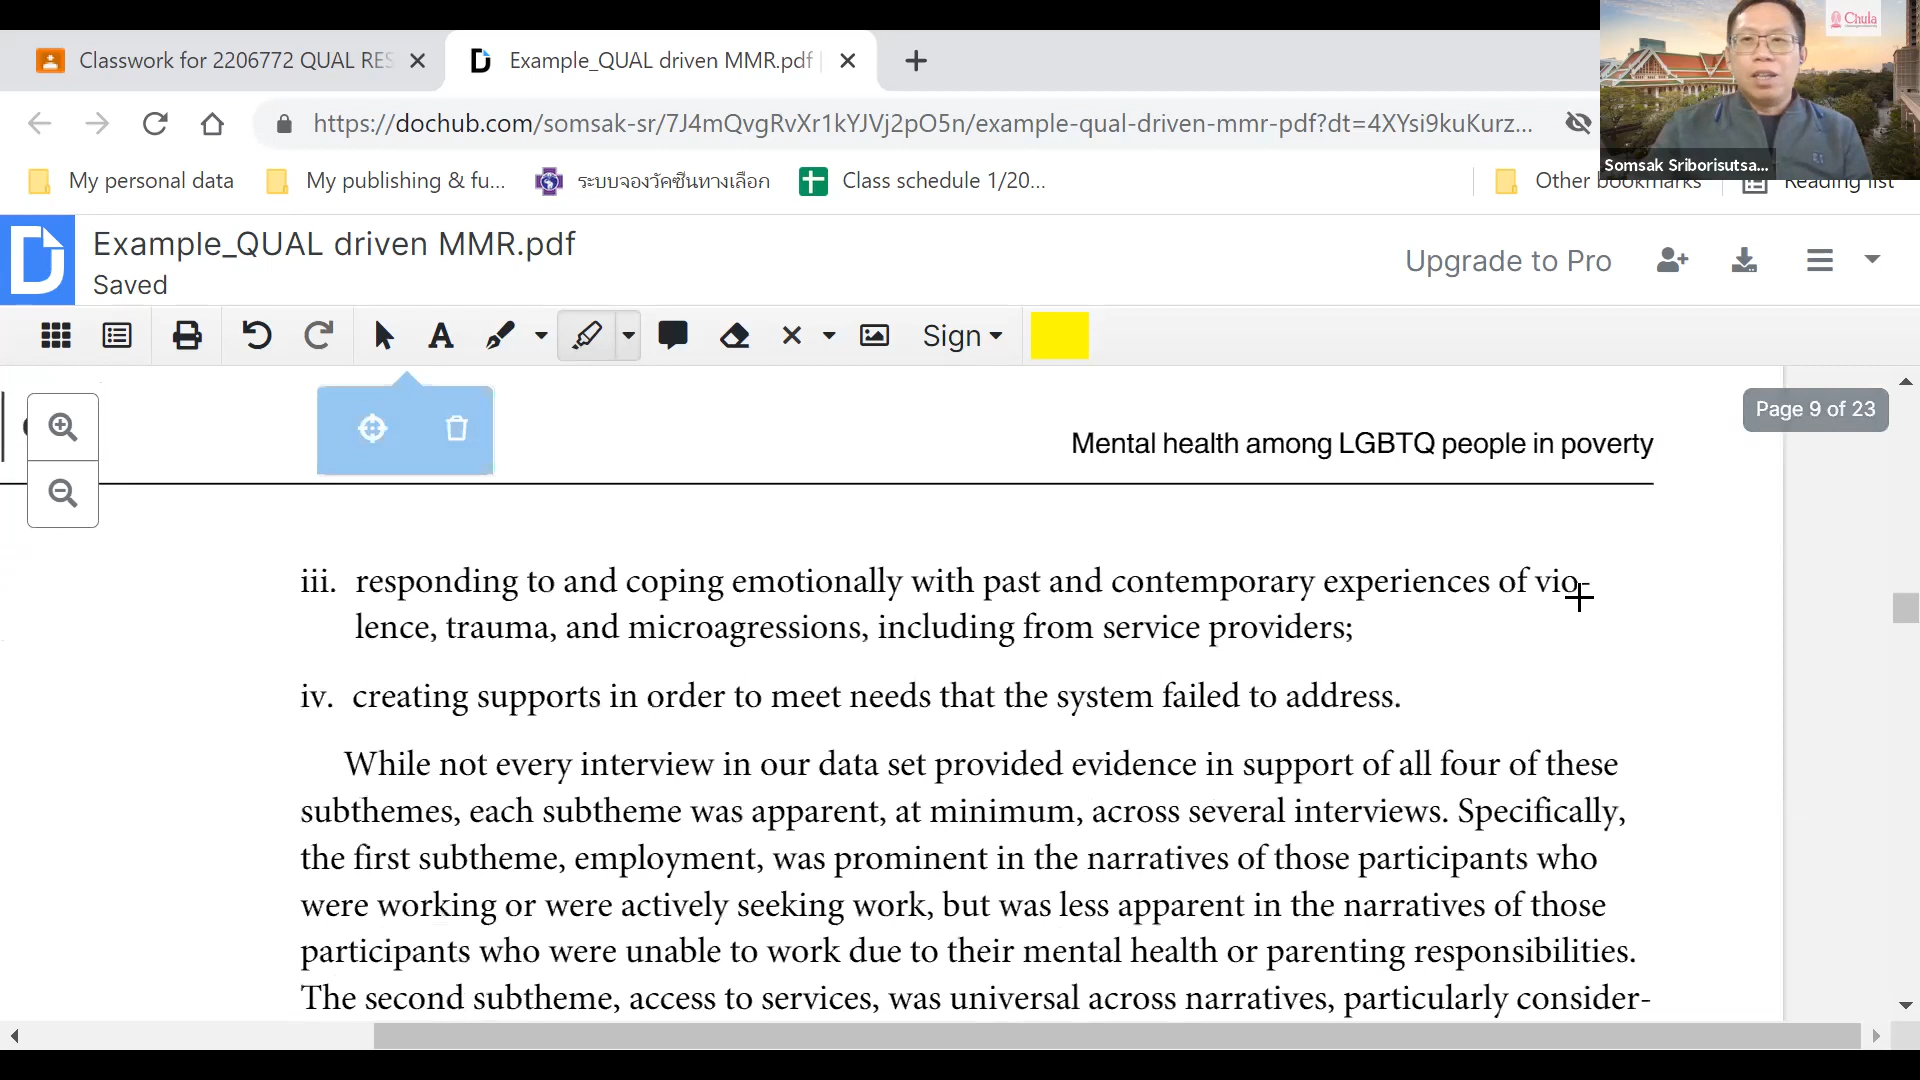 Classwork for 2206772 QUAL RES
Example_QUAL driven MMR.pdf
https://dochub.com/somsak-sr/7J4mQvgRvXr1kYJVj2pO5n/example-qual-driven-mmr-pdf?dt=4XYsi9kuKurz...
Chula
Somsak Sriborisutsa...
My personal data
My publishing & fu...
ระบบจองวัคซีนทางเลือก
Class schedule 1/20...
Other bookmarks
Reading list
Example_QUAL driven MMR.pdf
Saved
Upgrade to Pro
Sign
Page 9 of 23
Mental health among LGBTQ people in poverty
iii. responding to and coping emotionally with past and contemporary experiences of vio-
lence, trauma, and microagressions, including from service providers;
iv. creating supports in order to meet needs that the system failed to address.
While not every interview in our data set provided evidence in support of all four of these
subthemes, each subtheme was apparent, at minimum, across several interviews. Specifically,
the first subtheme, employment, was prominent in the narratives of those participants who
were working or were actively seeking work, but was less apparent in the narratives of those
participants who were unable to work due to their mental health or parenting responsibilities.
The second subtheme, access to services, was universal across narratives, particularly consider-